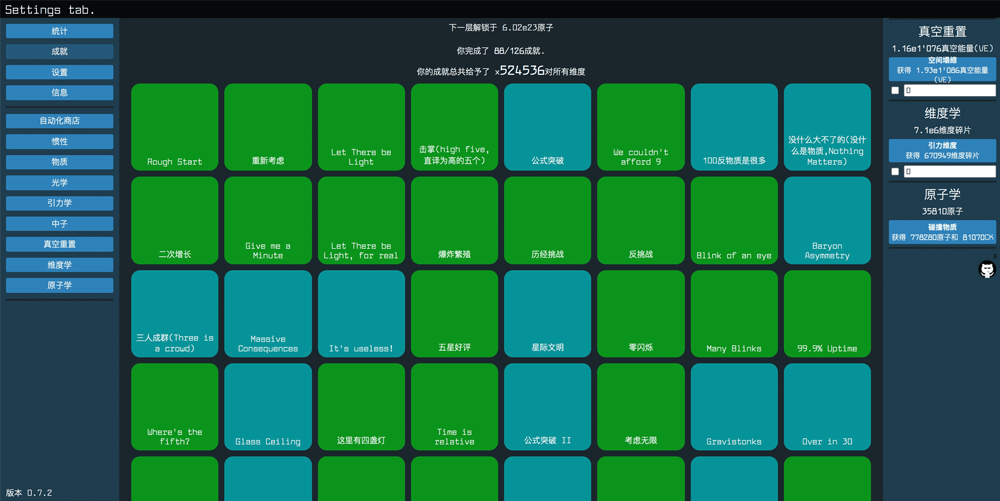 Settings tab.
统计
成就
设置
信息
自动化商店
惯性
物质
光学
引力学
中子
真空重置
维度学
原子学
版本 0.7.2
下一层解锁于 6.02e23原子
你完成了 88/126成就.
你的成就总共给予了 x524536对所有维度
Rough Start
重新考虑
Let There be
Light
击掌(high five,
直译为高的五个)
公式突破
We couldn't
afford 9
100反物质是很多
没什么大不了的(没什
么是物质,Nothing
Matters)
二次增长
Give me a
Minute
Let There be
Light, for real
爆炸繁殖
历经挑战
反挑战
Blink of an eye
Baryon
Asymmetry
三人成群(Three is
a crowd)
Massive
Consequences
It's useless!
五星好评
星际文明
零闪烁
Many Blinks
99.9% Uptime
Where's the
fifth?
Glass Ceiling
这里有四盏灯
Time is
relative
公式突破 II
考虑无限
Gravistonks
Over in 30
真空重置
1.16e1'076真空能量(VE)
空间塌缩
获得 1.93e1'086真空能量
(VE)
0
维度学
7.1e6维度碎片
引力维度
获得 670949维度碎片
0
原子学
35810原子
碰撞物质
获得 778280原子和 81070CK